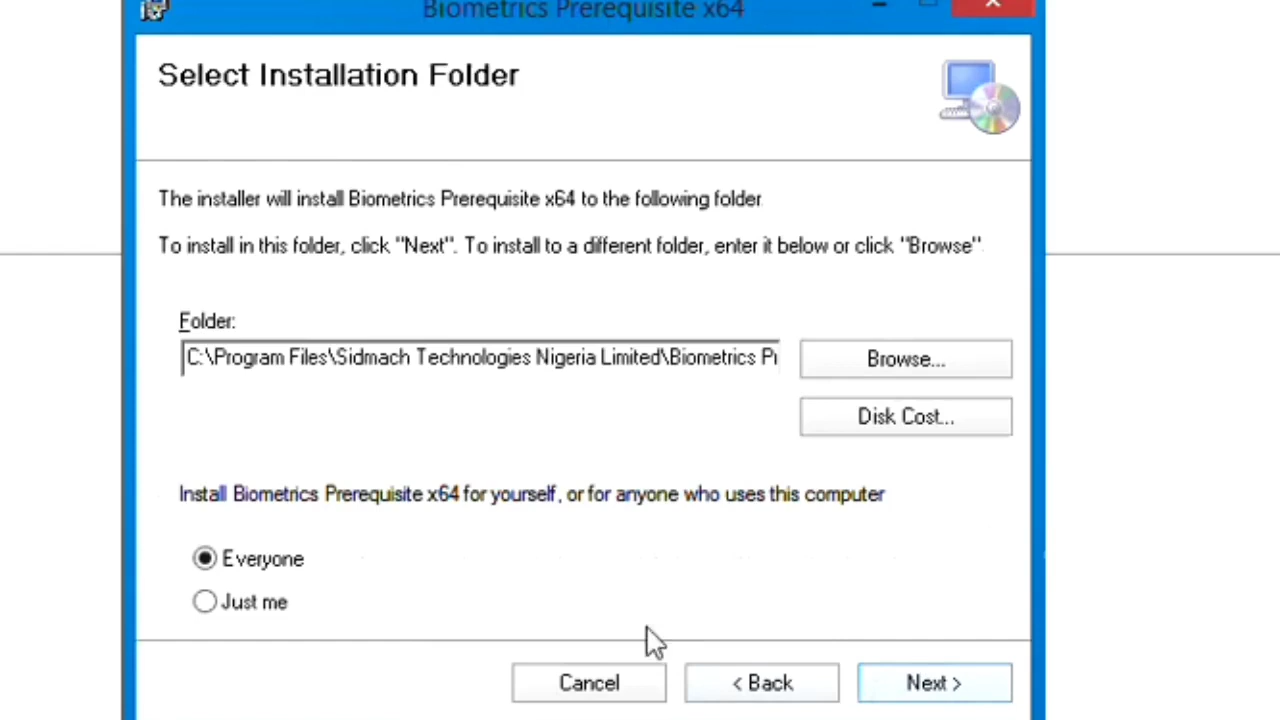 Biometrics Prerequisite x64
Select Installation Folder
The installer will install Biometrics Prerequisite x64 to the following folder
To install in this folder, click "Next". To install to a different folder, enter it below or click "Browse".
Folder:
C:\Program Files\Sidmach Technologies Nigeria Limited\Biometrics
Browse...
Disk Cost...
Install Biometrics Prerequisite x64 for yourself, or for anyone who uses this computer
Everyone
Just me
Cancel
< Back
Next >